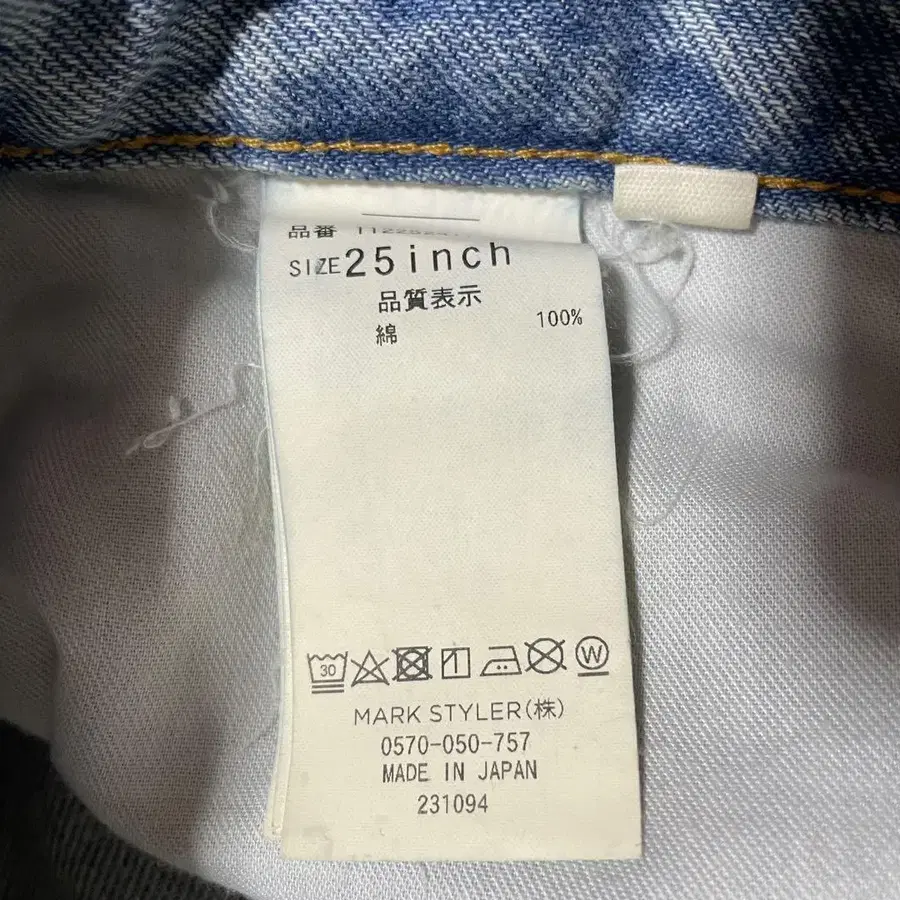 品番
SIZE 25inch
品質表示
綿 100%
30
W
MARK STYLER(株)
0570-050-757
MADE IN JAPAN
231094